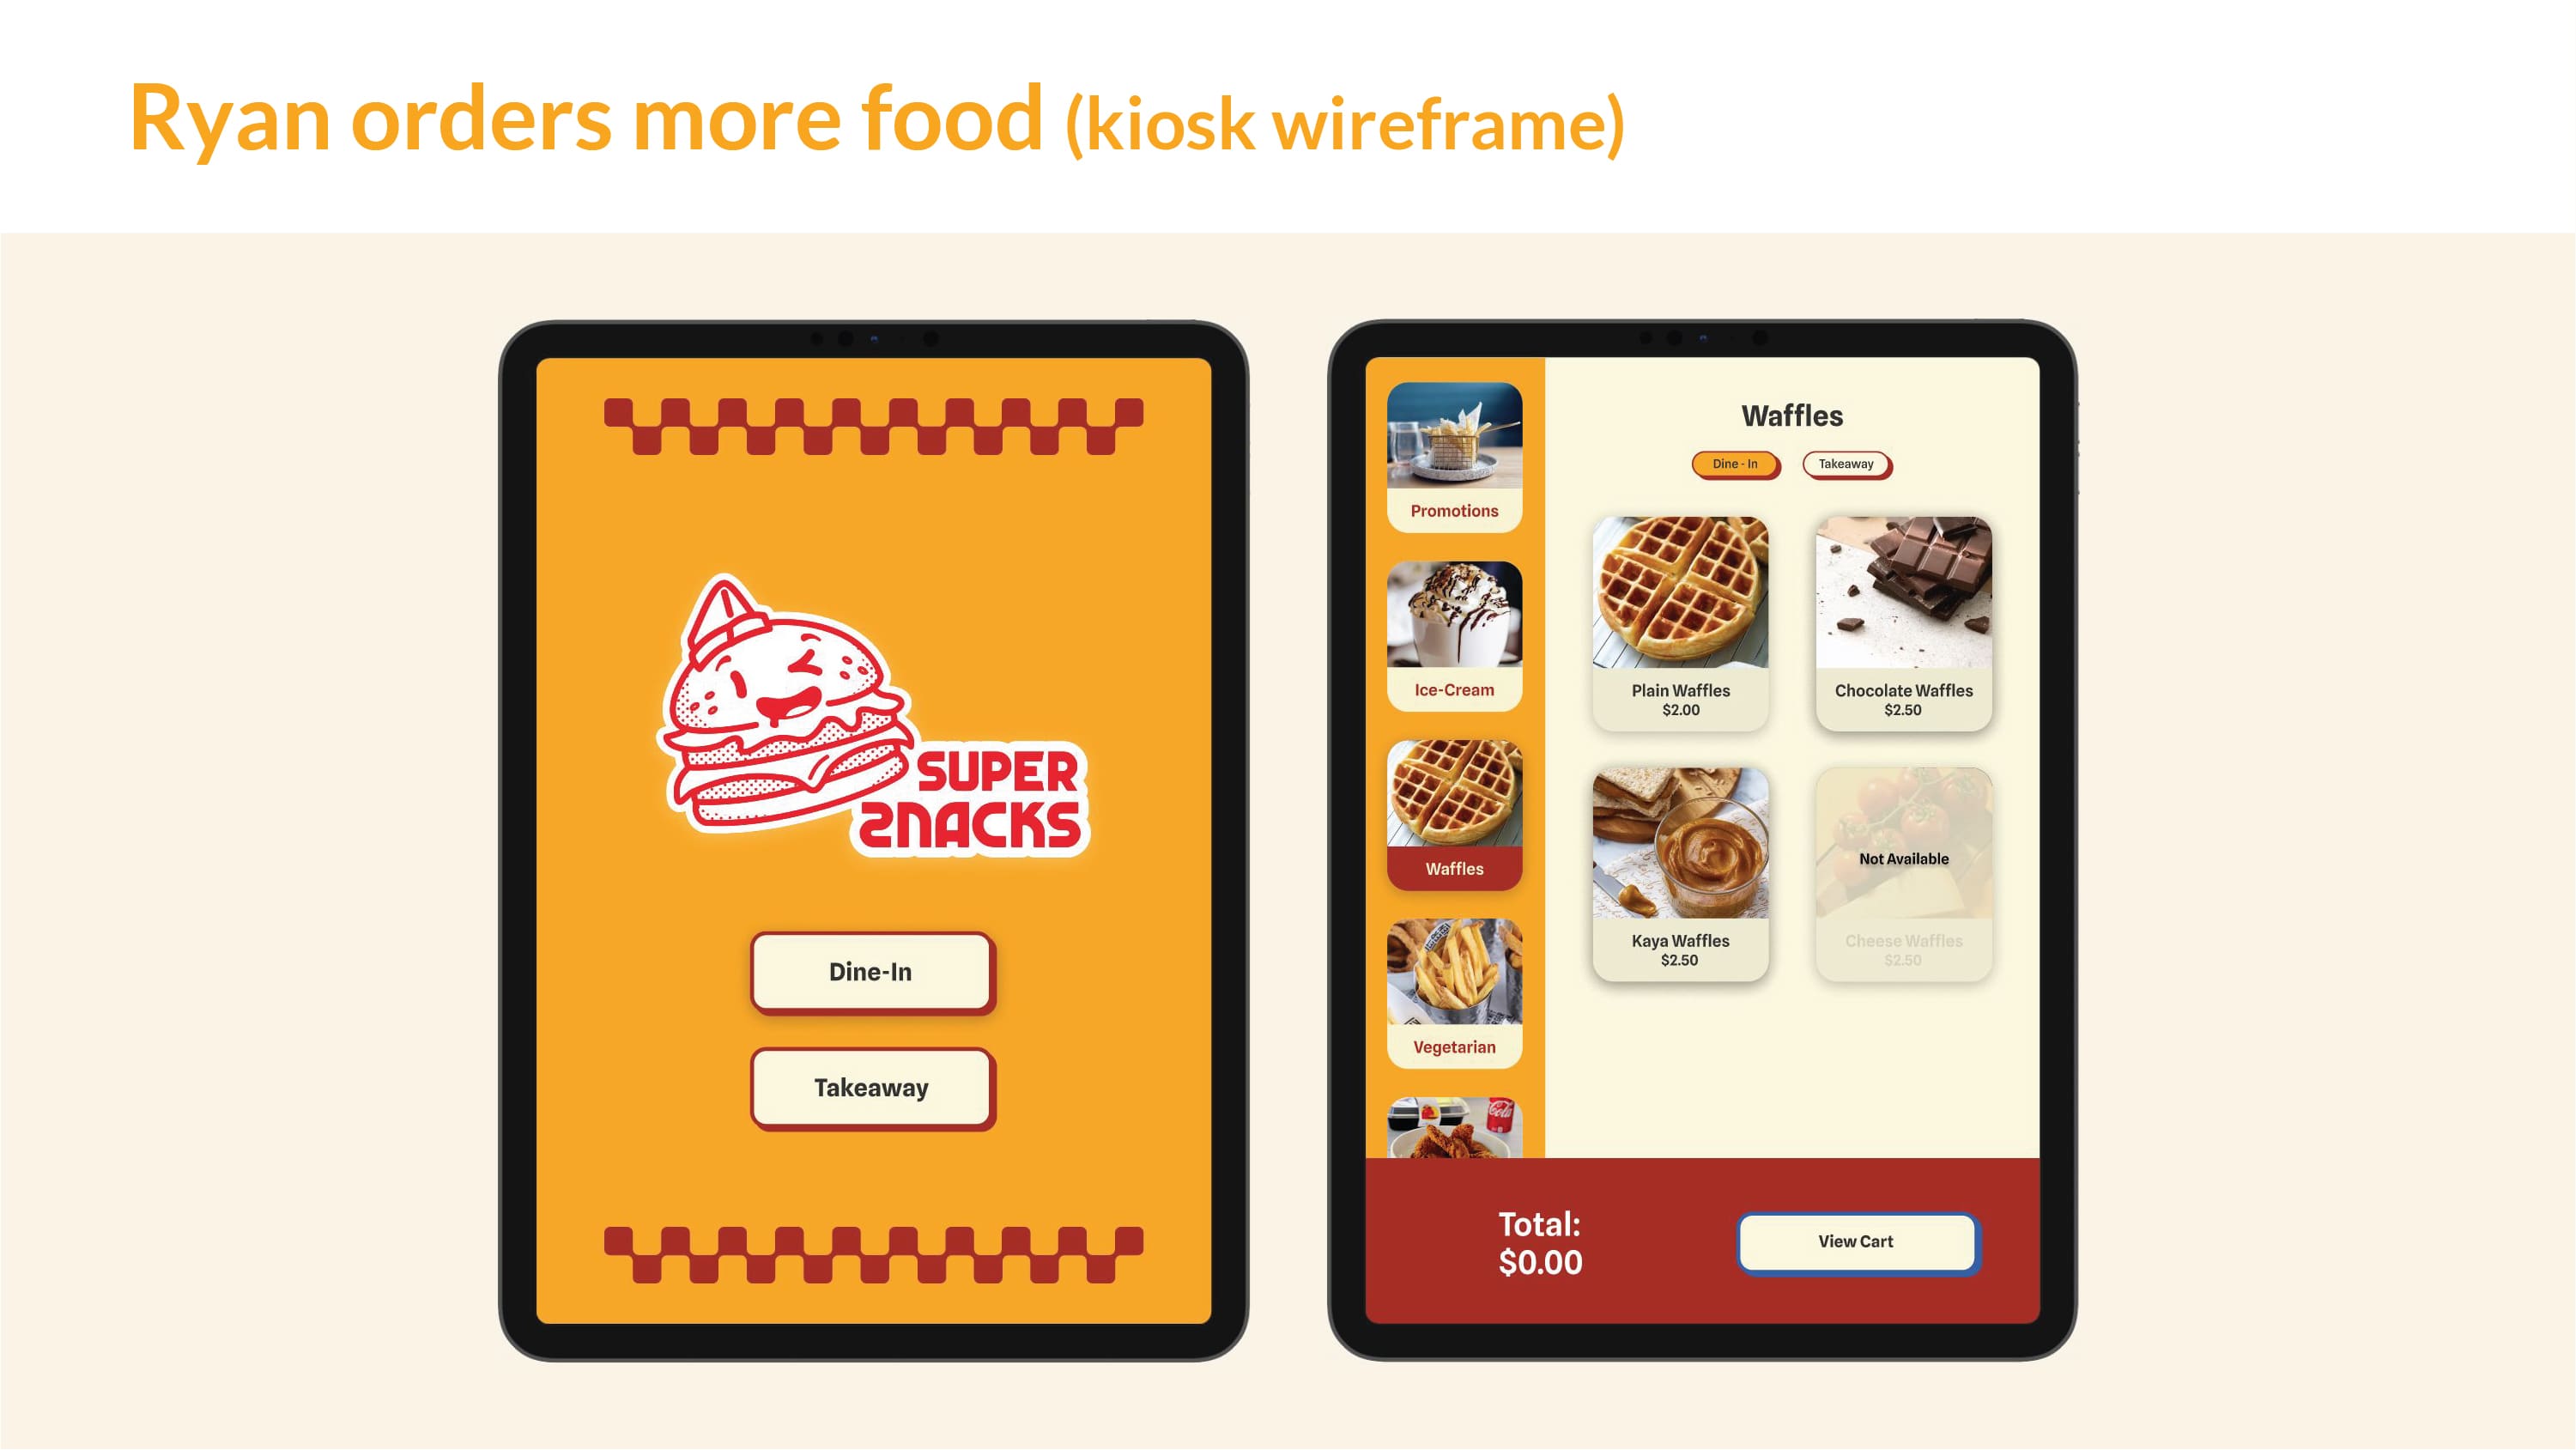 Ryan orders more food (kiosk wireframe)
SUPER
SNACKS
Dine-In
Takeaway
Promotions
Ice-Cream
Waffles
Vegetarian
Waffles
Dine - In
Takeaway
Plain Waffles
$2.00
Chocolate Waffles
$2.50
Kaya Waffles
$2.50
Not Available
Cheese Waffles
$2.50
Total:
$0.00
View Cart